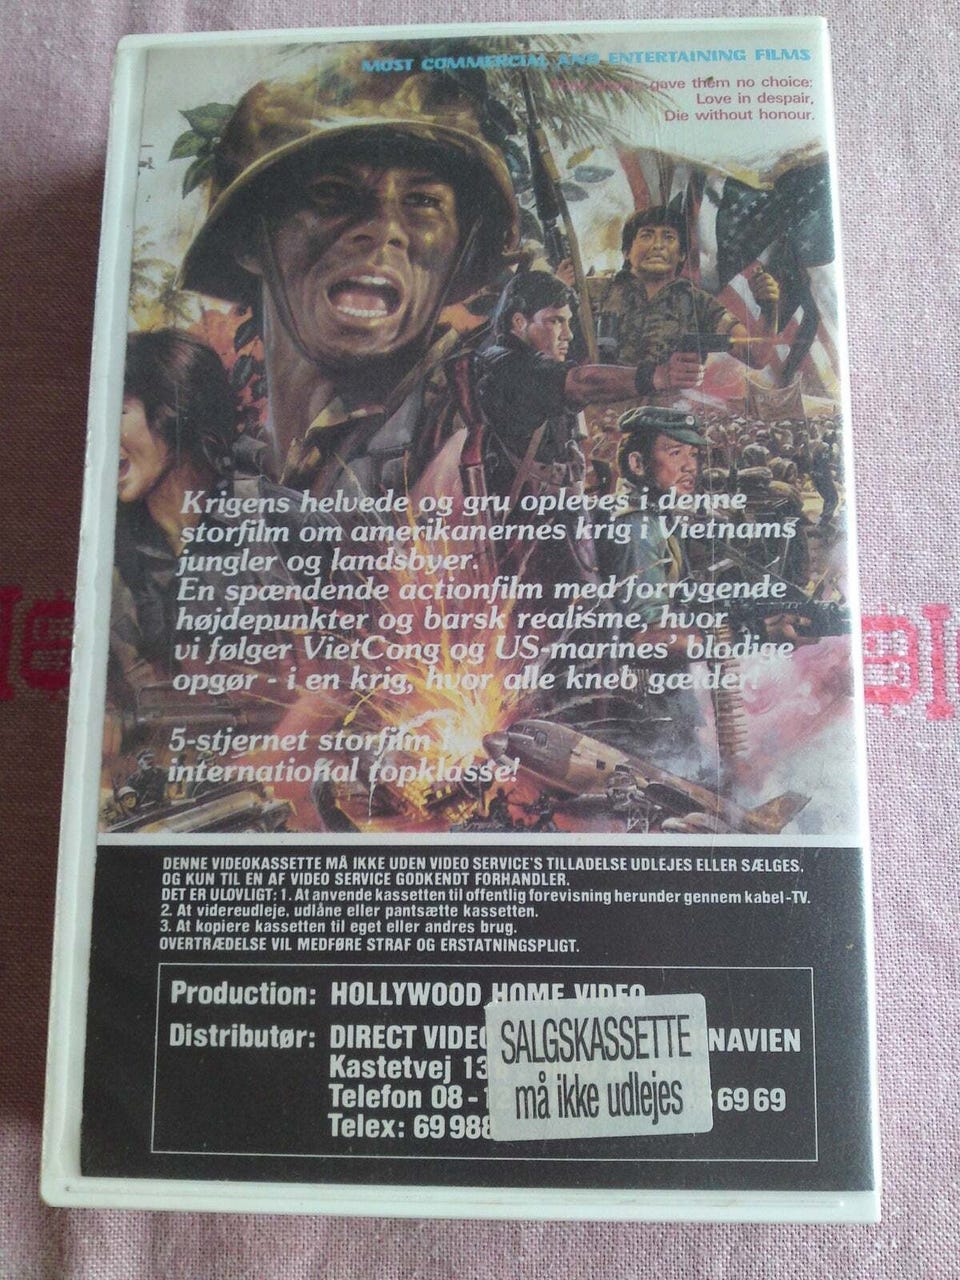 MOST COMMERCIAL AND ENTERTAINING FILMS
gave them no choice:
Love in despair,
Die without honour.
Krigens helvede og gru opleves i denne
storfilm om amerikanernes krig i Vietnams
jungler og landsbyer.
En spændende actionfilm med forrygende
højdepunkter og barsk realisme, hvor
vi følger VietCong og US-marines' blodige
opgør - i en krig, hvor alle kneb gælder!
5-stjernet storfilm i
international topklasse!
DENNE VIDEOKASSETTE MÅ IKKE UDEN VIDEO SERVICE'S TILLADELSE UDLEJES ELLER SÆLGES,
OG KUN TIL EN AF VIDEO SERVICE GODKENDT FORHANDLER.
DET ER ULOVLIGT: 1. At anvende kassetten til offentlig forevisning herunder gennem kabel-TV.
2. At videreudleje, udlåne eller pantsætte kassetten.
3. At kopiere kassetten til eget eller andres brug.
OVERTRÆDELSE VIL MEDFØRE STRAF OG ERSTATNINGSPLIGT.
Production: HOLLYWOOD HOME VIDEO
Distributør: DIRECT VIDEO NAVIEN
Kastetvej 13
Telefon 08 - 69 69
Telex: 69 988
SALGSKASSETTE
må ikke udlejes